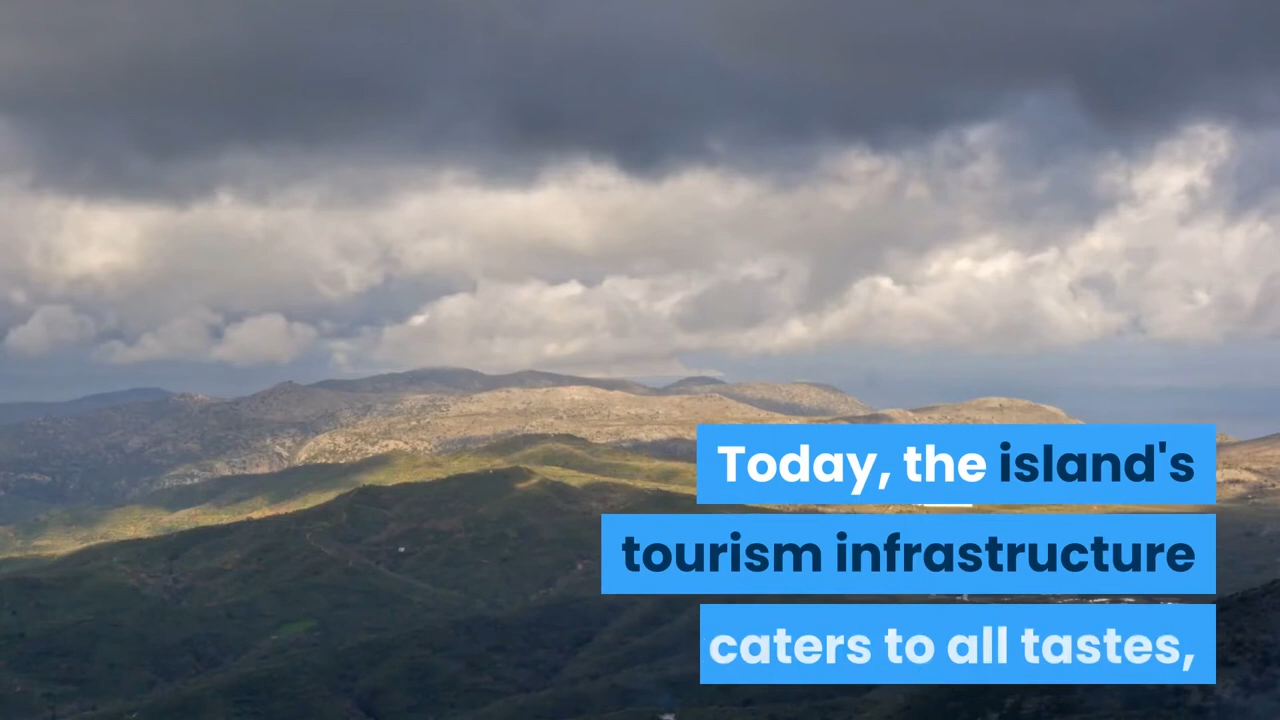 Today, the island's
tourism infrastructure
caters to all tastes,